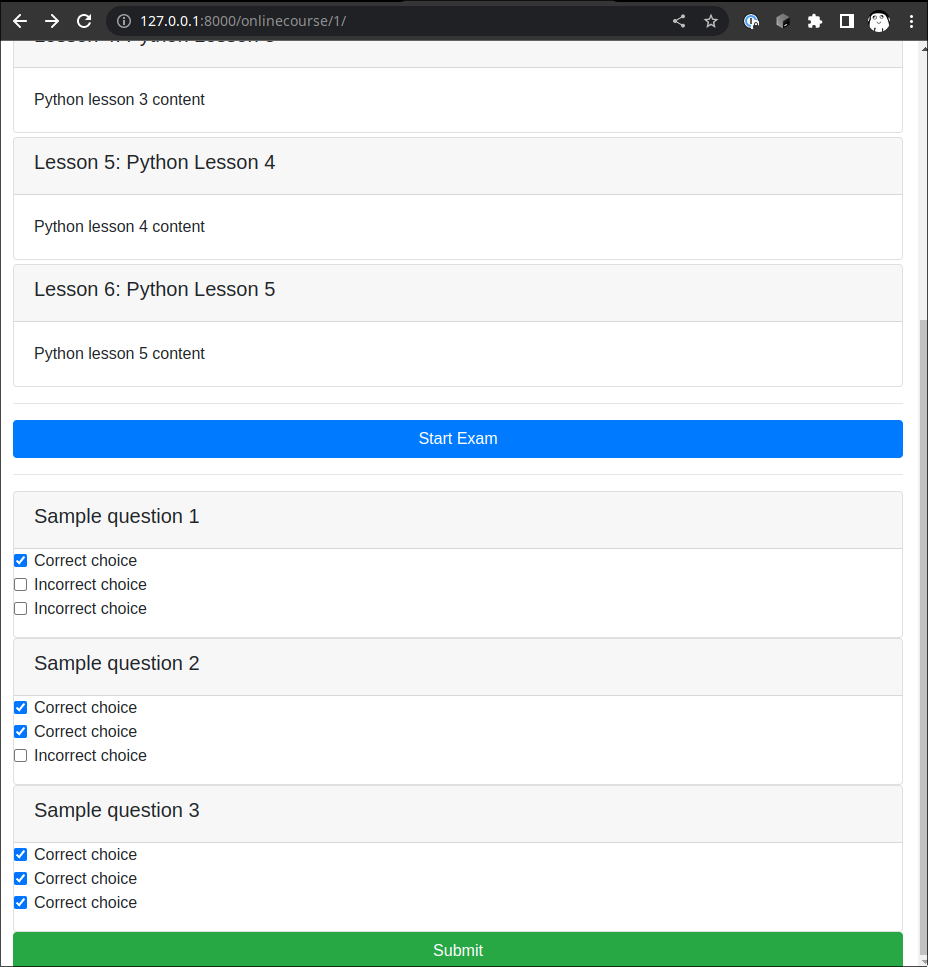 127.0.0.1:8000/onlinecourse/1/
Python lesson 3 content
Lesson 5: Python Lesson 4
Python lesson 4 content
Lesson 6: Python Lesson 5
Python lesson 5 content
Start Exam
Sample question 1
Correct choice
Incorrect choice
Incorrect choice
Sample question 2
Correct choice
Correct choice
Incorrect choice
Sample question 3
Correct choice
Correct choice
Correct choice
Submit